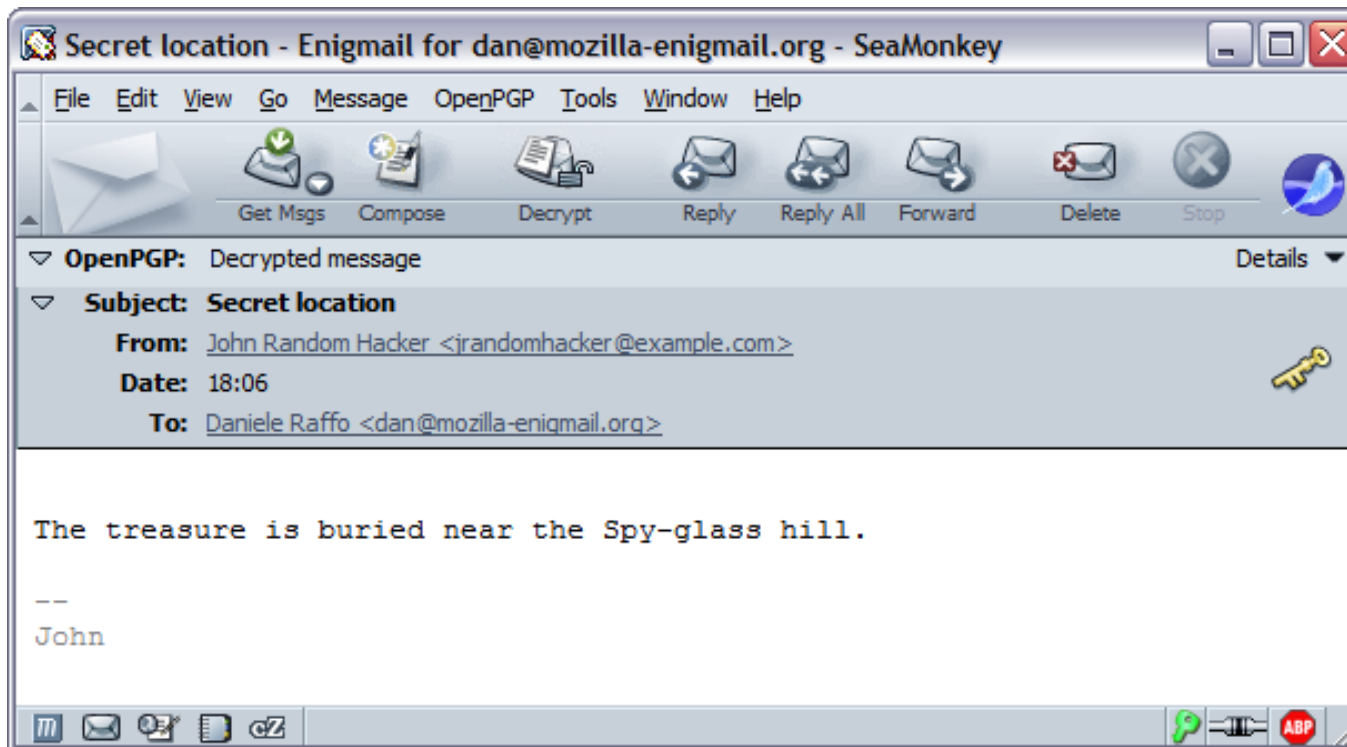 Secret location - Enigmail for dan@mozilla-enigmail.org - SeaMonkey
File Edit View Go Message OpenPGP Tools Window Help
Get Msgs Compose Decrypt Reply Reply All Forward Delete Stop
OpenPGP: Decrypted message Details
Subject: Secret location
From: John Random Hacker <jrandomhacker@example.com>
Date: 18:06
To: Daniele Raffo <dan@mozilla-enigmail.org>
The treasure is buried near the Spy-glass hill.
--
John
m cZ ABP